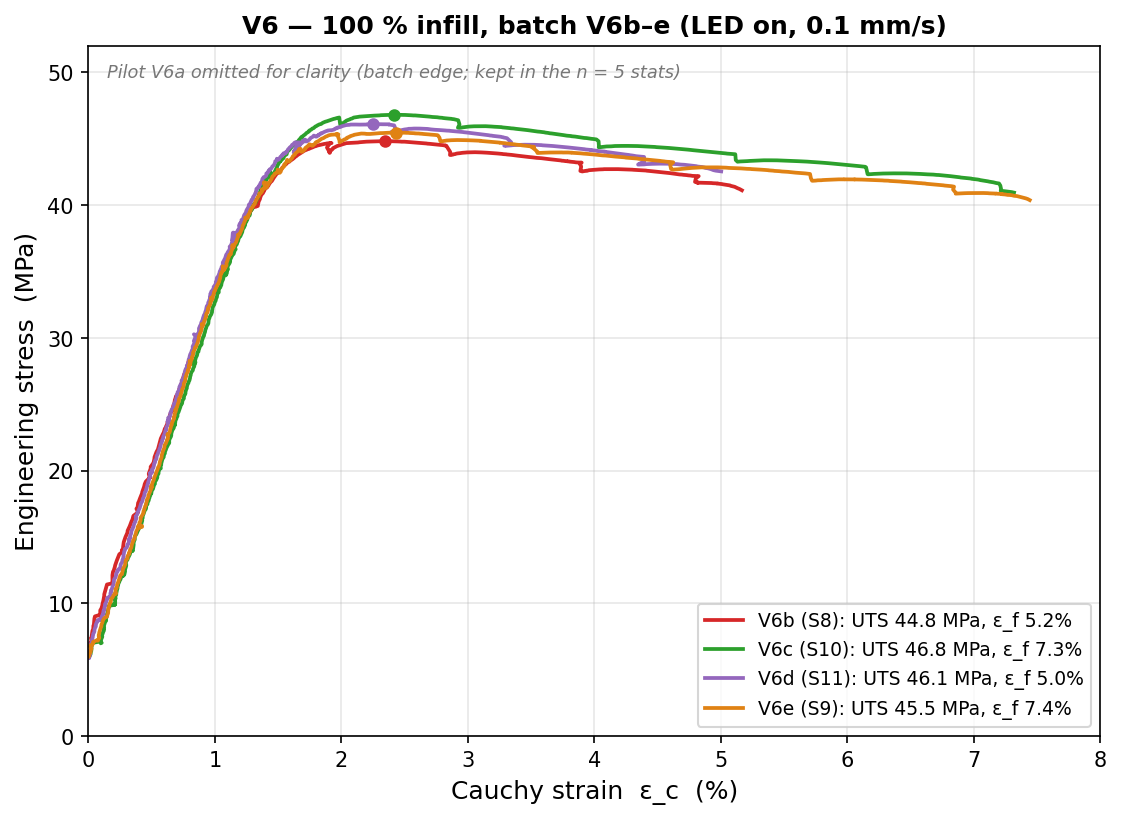 V6 — 100 % infill, batch V6b–e (LED on, 0.1 mm/s)
Pilot V6a omitted for clarity (batch edge; kept in the n = 5 stats)
Engineering stress (MPa)
50
40
30
20
10
0
V6b (S8): UTS 44.8 MPa, ε_f 5.2%
V6c (S10): UTS 46.8 MPa, ε_f 7.3%
V6d (S11): UTS 46.1 MPa, ε_f 5.0%
V6e (S9): UTS 45.5 MPa, ε_f 7.4%
0 1 2 3 4 5 6 7 8
Cauchy strain ε_c (%)